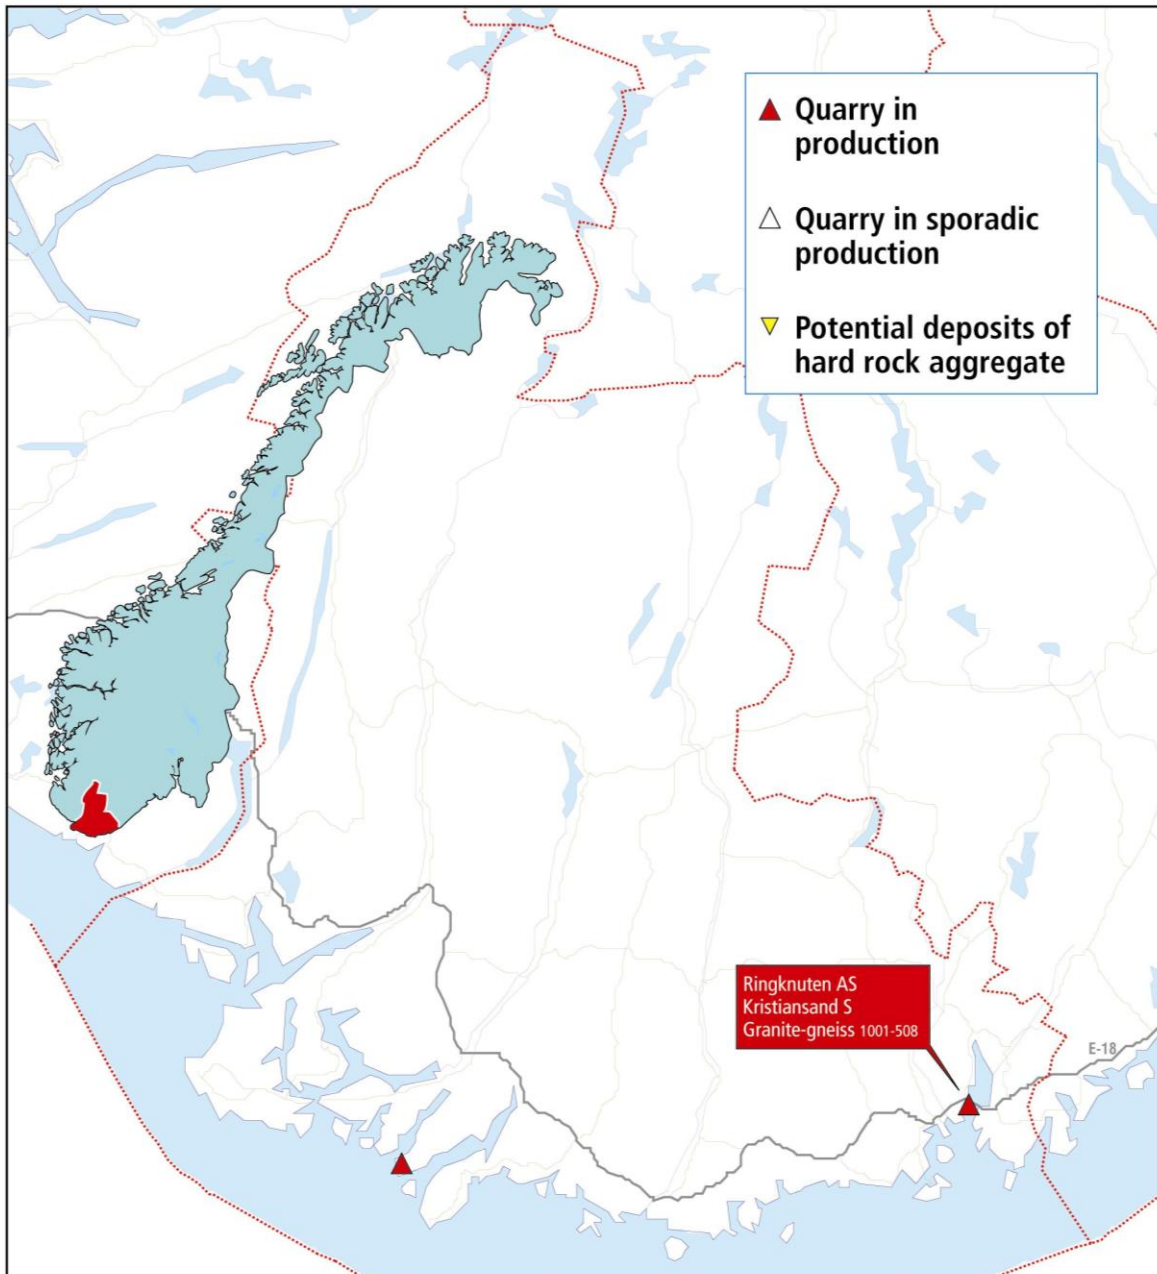 Quarry in
production
Quarry in sporadic
production
Potential deposits of
hard rock aggregate
Ringknuten AS
Kristiansand S
Granite-gneiss 1001-508
E-18